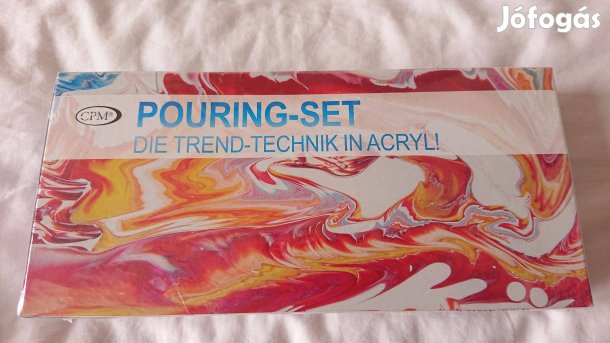 Jófogás
CPM®
POURING-SET
DIE TREND-TECHNIK IN ACRYL!